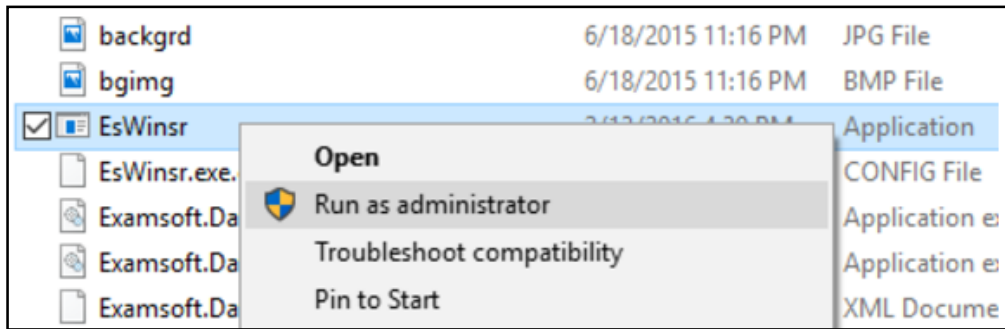 backgrd 6/18/2015 11:16 PM JPG File
bgimg 6/18/2015 11:16 PM BMP File
EsWinsr Application
Open
EsWinsr.exe. CONFIG File
Run as administrator
Examsoft.Da Application ex
Troubleshoot compatibility
Examsoft.Da Application ex
Pin to Start
Examsoft.Da XML Docume